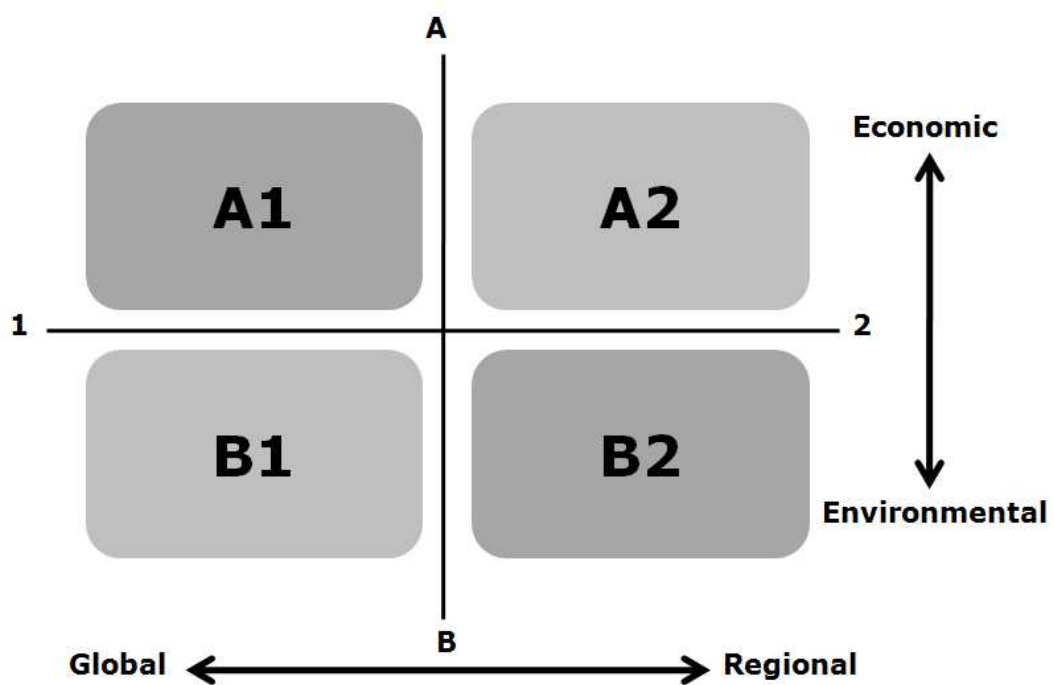 A
Economic
A1
A2
1
2
B1
B2
Environmental
B
Global
Regional